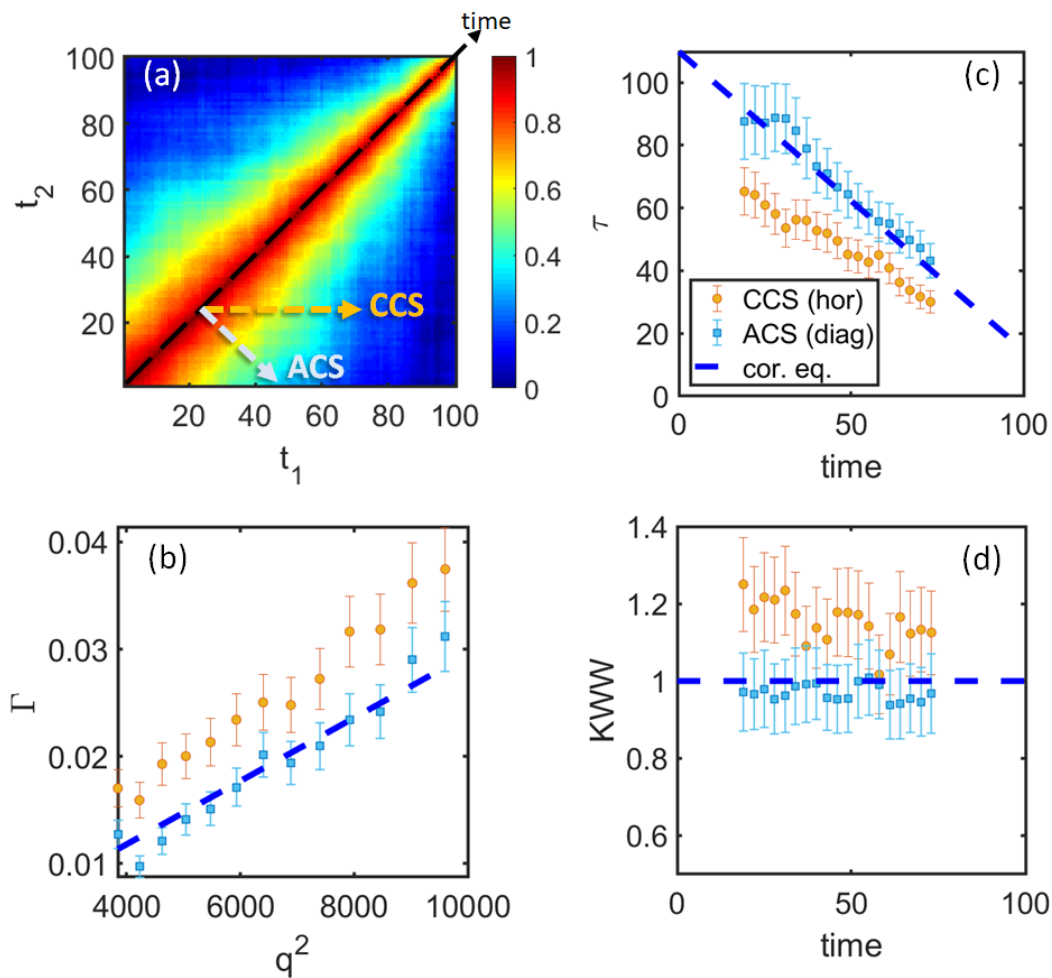 time
(a)
100
80
60
40
20
t₂
20 40 60 80 100
t₁
CCS
ACS
1
0.8
0.6
0.4
0.2
0
(c)
100
80
60
40
20
0
τ
CCS (hor)
ACS (diag)
cor. eq.
0 50 100
time
(b)
0.04
0.03
0.02
0.01
Γ
4000 6000 8000 10000
q²
(d)
1.4
1.2
1
0.8
0.6
KWW
0 50 100
time